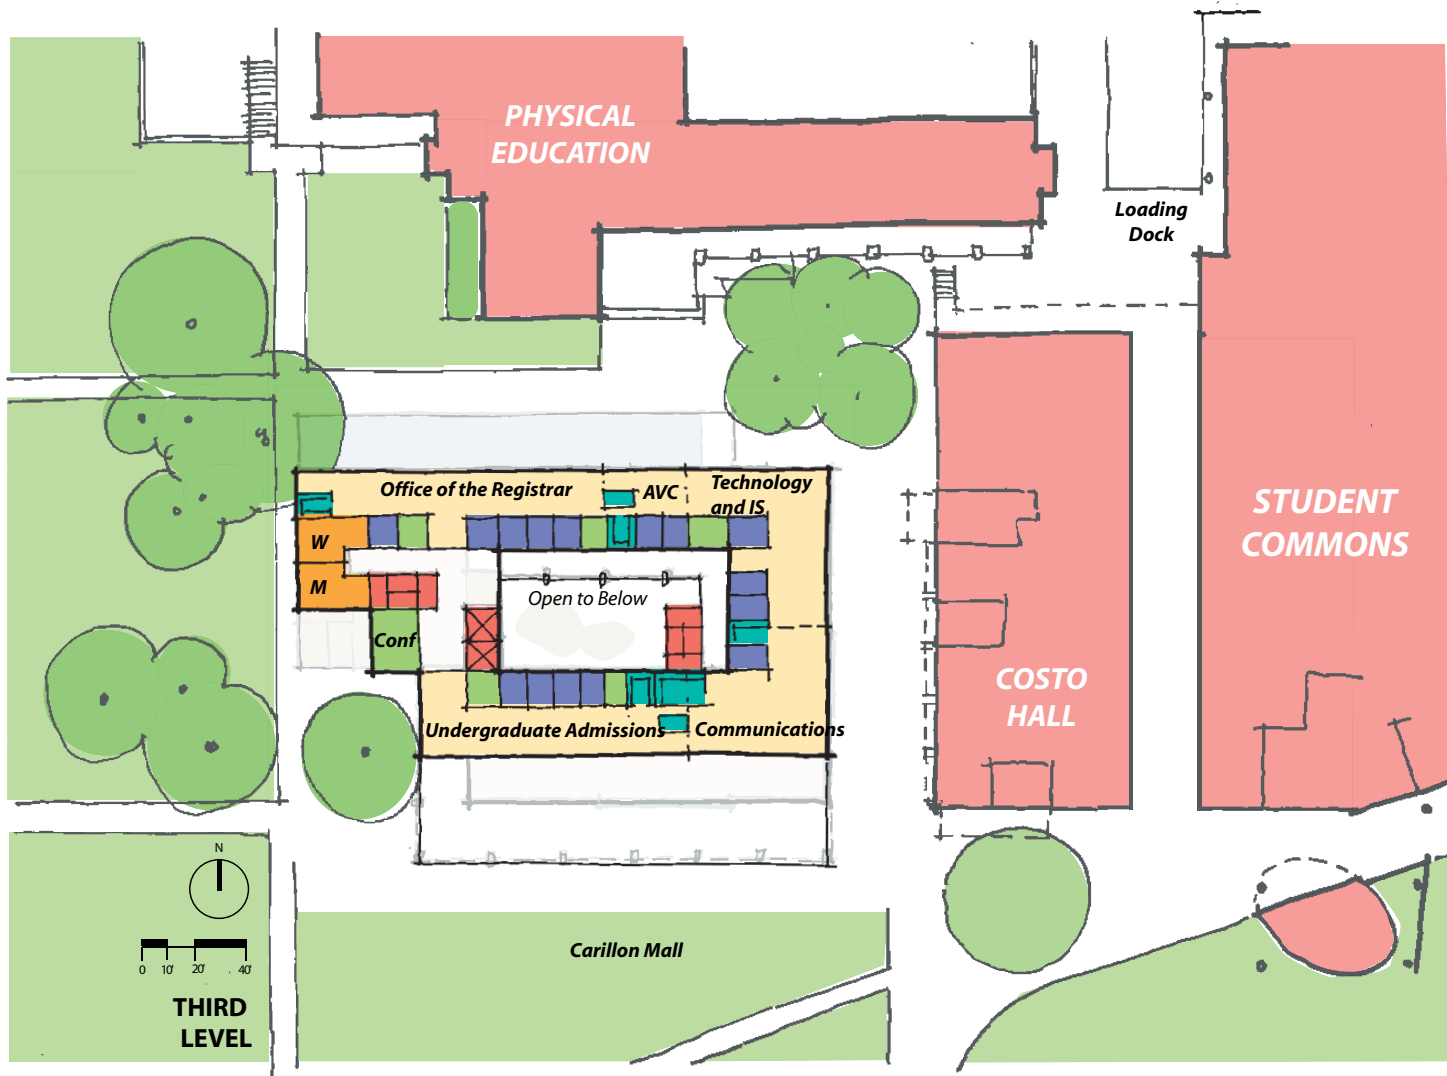 PHYSICAL
EDUCATION
Loading
Dock
Office of the Registrar
AVC
Technology
and IS
W
M
Conf
Open to Below
Undergraduate Admissions
Communications
STUDENT
COMMONS
COSTO
HALL
N
0 10' 20' 40'
THIRD
LEVEL
Carillon Mall